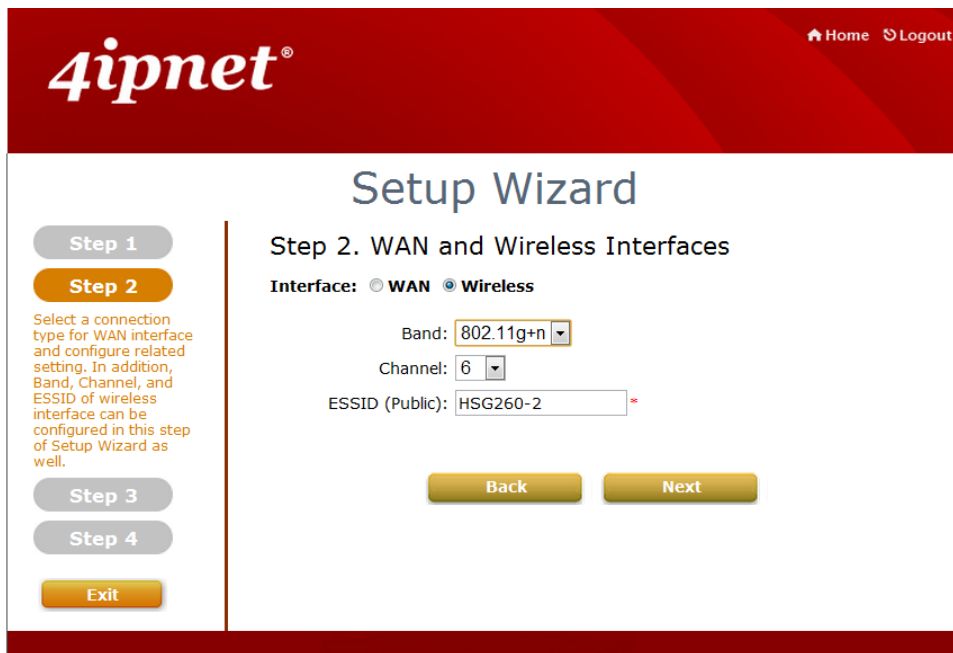 Home Logout
4ipnet®
Setup Wizard
Step 1
Step 2
Select a connection
type for WAN interface
and configure related
setting. In addition,
Band, Channel, and
ESSID of wireless
interface can be
configured in this step
of Setup Wizard as
well.
Step 3
Step 4
Exit
Step 2. WAN and Wireless Interfaces
Interface: WAN Wireless
Band: 802.11g+n
Channel: 6
ESSID (Public): HSG260-2 *
Back Next